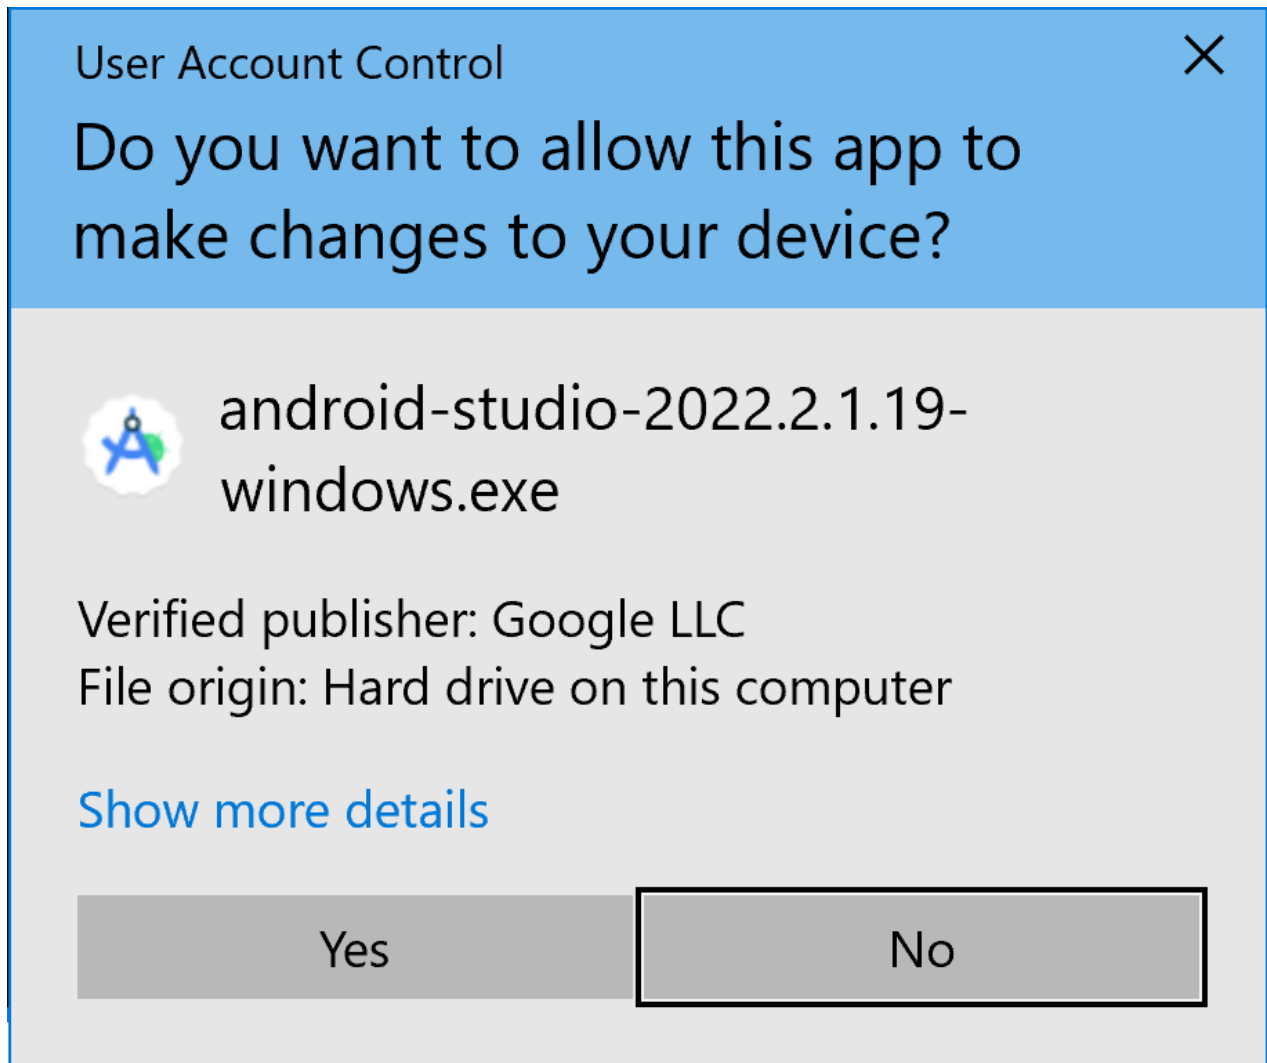 User Account Control
Do you want to allow this app to
make changes to your device?
android-studio-2022.2.1.19-
windows.exe
Verified publisher: Google LLC
File origin: Hard drive on this computer
Show more details
Yes
No